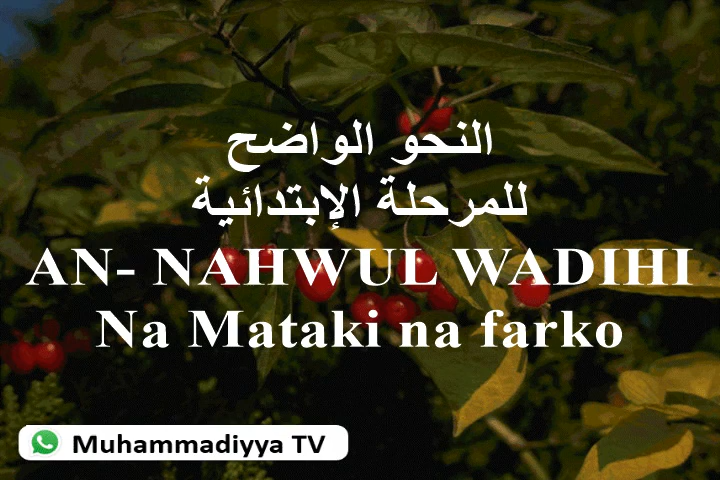 النحو الواضح
للمرحلة الإبتدائية
AN- NAHWUL WADIHI
Na Mataki na farko
Muhammadiyya TV